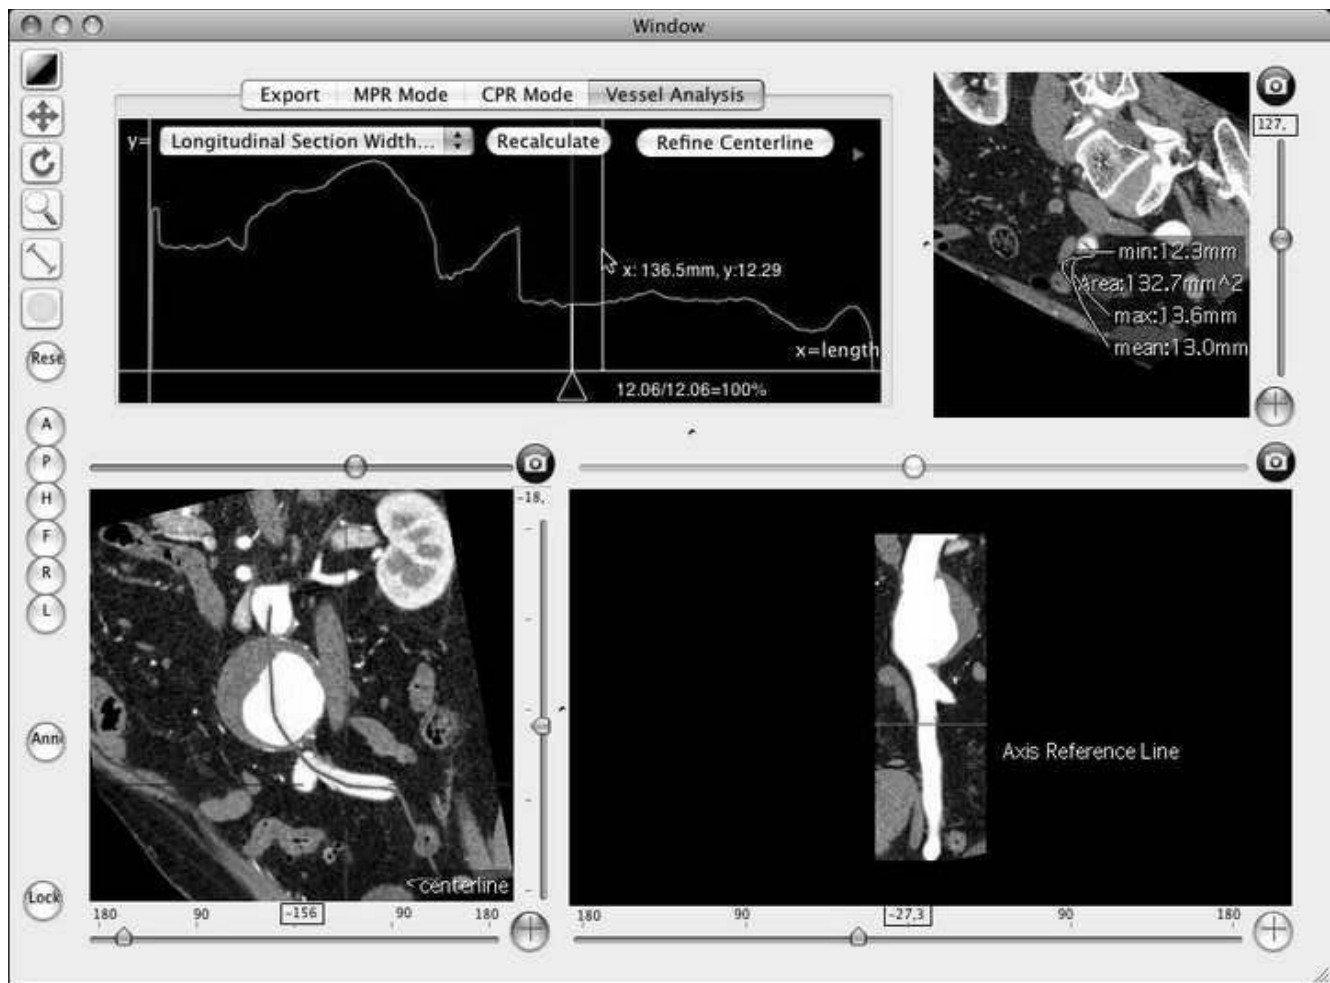 Window
Export MPR Mode CPR Mode Vessel Analysis
y= Longitudinal Section Width... Recalculate Refine Centerline
x: 136.5mm, y:12.29
x=length
12.06/12.06=100%
127,
min:12.3mm
Area:132.7mm^2
max:13.6mm
mean:13.0mm
Rese
A
P
H
F
R
L
Ann
Lock
-18,
centerline
180 90 -156 90 180
Axis Reference Line
180 90 -27,3 90 180